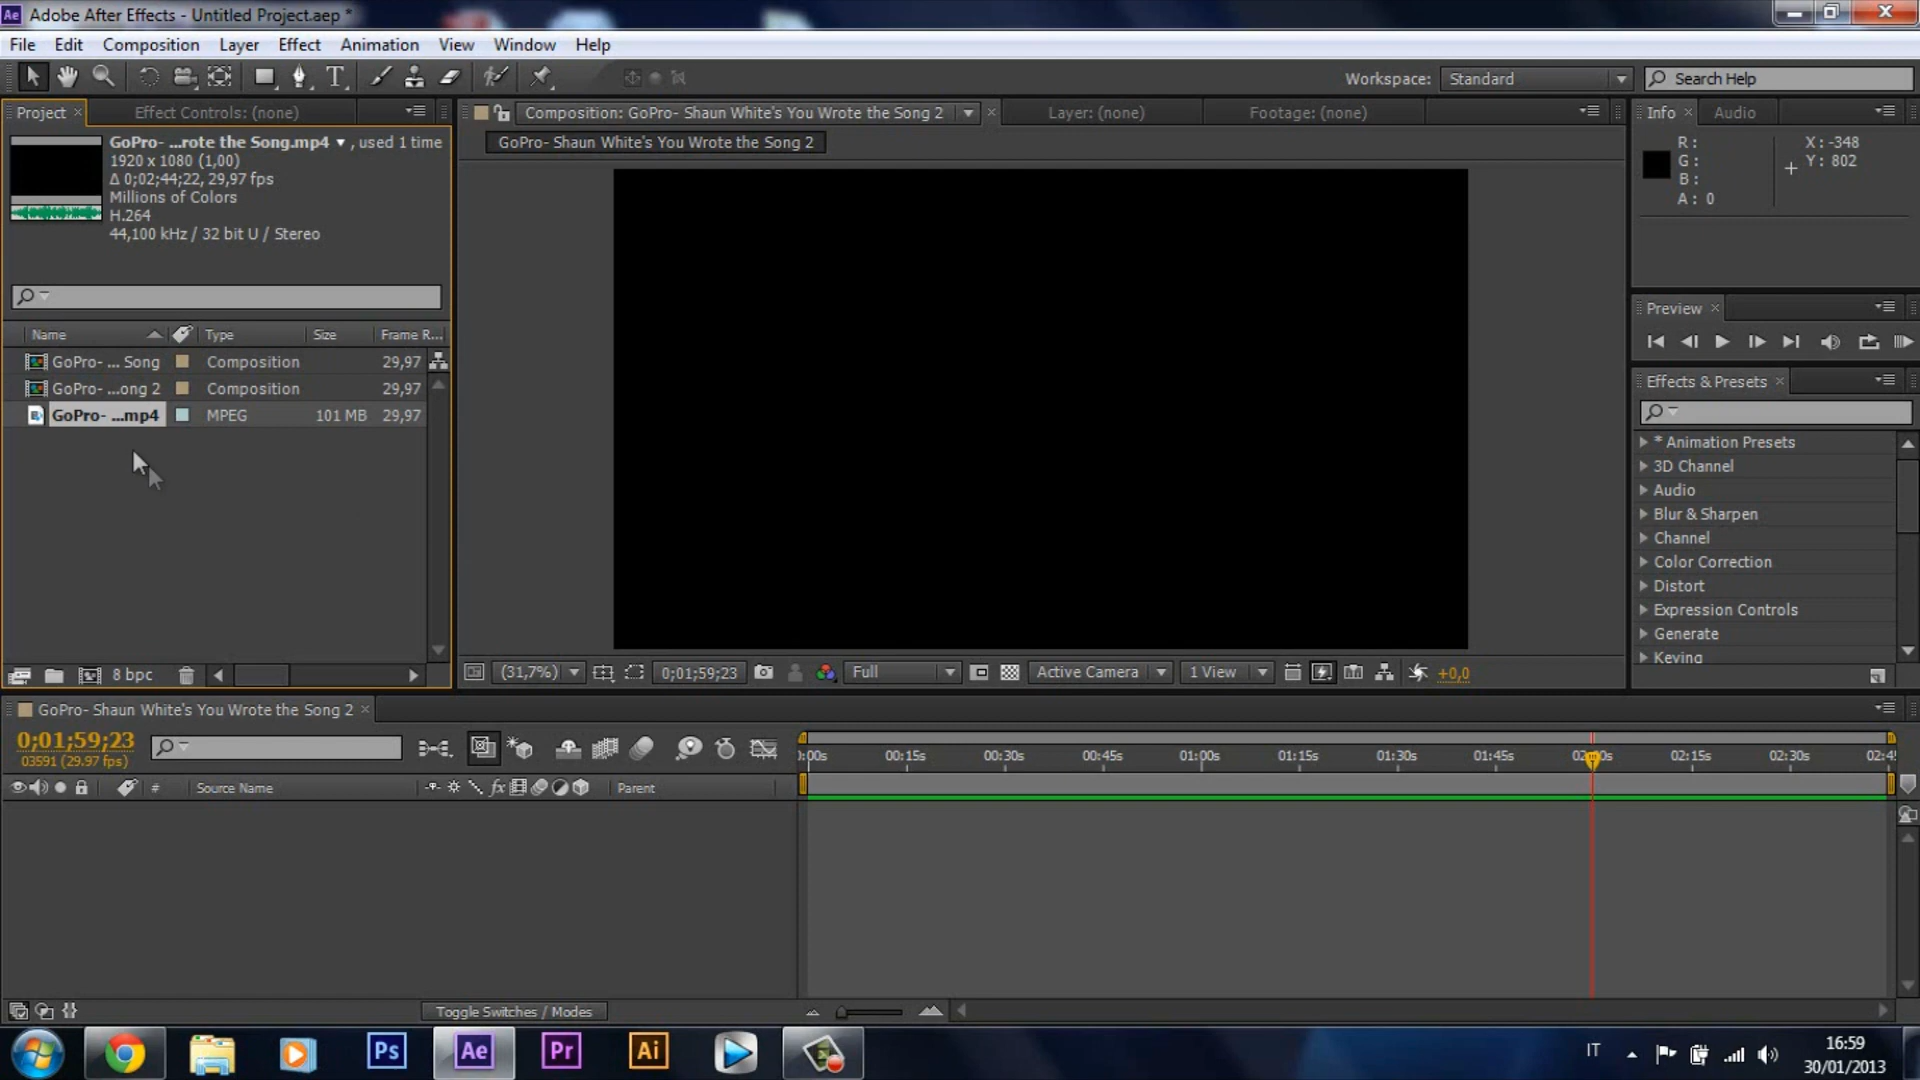 Ae Adobe After Effects - Untitled Project.aep *
File Edit Composition Layer Effect Animation View Window Help
T Workspace: Standard Search Help
Project × Effect Controls: (none)
GoPro- ...rote the Song.mp4 ▼ , used 1 time
1920 x 1080 (1,00)
Δ 0;02;44;22, 29,97 fps
Millions of Colors
H.264
44,100 kHz / 32 bit U / Stereo
Name Type Size Frame R...
GoPro- ... Song Composition 29,97
GoPro- ...ong 2 Composition 29,97
GoPro- ...mp4 MPEG 101 MB 29,97
8 bpc
Composition: GoPro- Shaun White's You Wrote the Song 2 × Layer: (none) Footage: (none)
GoPro- Shaun White's You Wrote the Song 2
(31,7%) 0;01;59;23 Full Active Camera 1 View +0,0
Info × Audio
R: X: -348
G: Y: 802
B:
A: 0
Preview ×
Effects & Presets ×
* Animation Presets
3D Channel
Audio
Blur & Sharpen
Channel
Color Correction
Distort
Expression Controls
Generate
Keying
GoPro- Shaun White's You Wrote the Song 2 ×
0;01;59;23
03591 (29.97 fps)
# Source Name fx Parent
):00s 00:15s 00:30s 00:45s 01:00s 01:15s 01:30s 01:45s 02:00s 02:15s 02:30s 02:45
Toggle Switches / Modes
Ps Ae Pr Ai
IT
16:59
30/01/2013